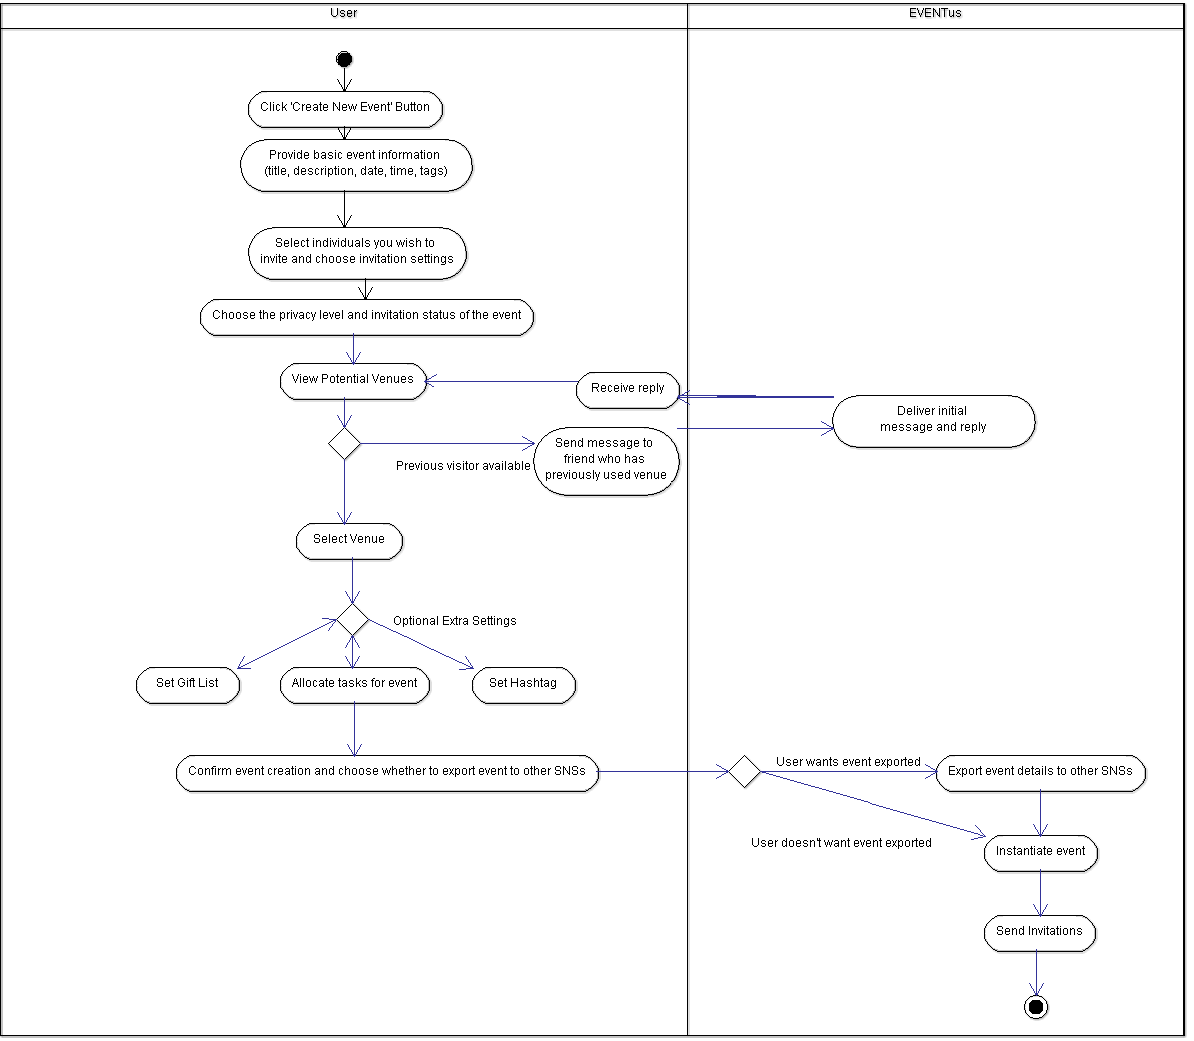 User
EVENTus
Click 'Create New Event' Button
Provide basic event information
(title, description, date, time, tags)
Select individuals you wish to
invite and choose invitation settings
Choose the privacy level and invitation status of the event
View Potential Venues
Receive reply
Deliver initial
message and reply
Previous visitor available
Send message to
friend who has
previously used venue
Select Venue
Optional Extra Settings
Set Gift List
Allocate tasks for event
Set Hashtag
Confirm event creation and choose whether to export event to other SNSs
User wants event exported
Export event details to other SNSs
User doesn't want event exported
Instantiate event
Send Invitations